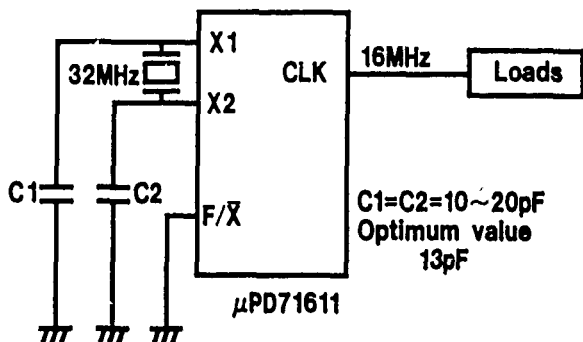 X1
32MHz
CLK
16MHz
Loads
X2
C1
C2
F/X̅
C1=C2=10~20pF
Optimum value
13pF
μPD71611